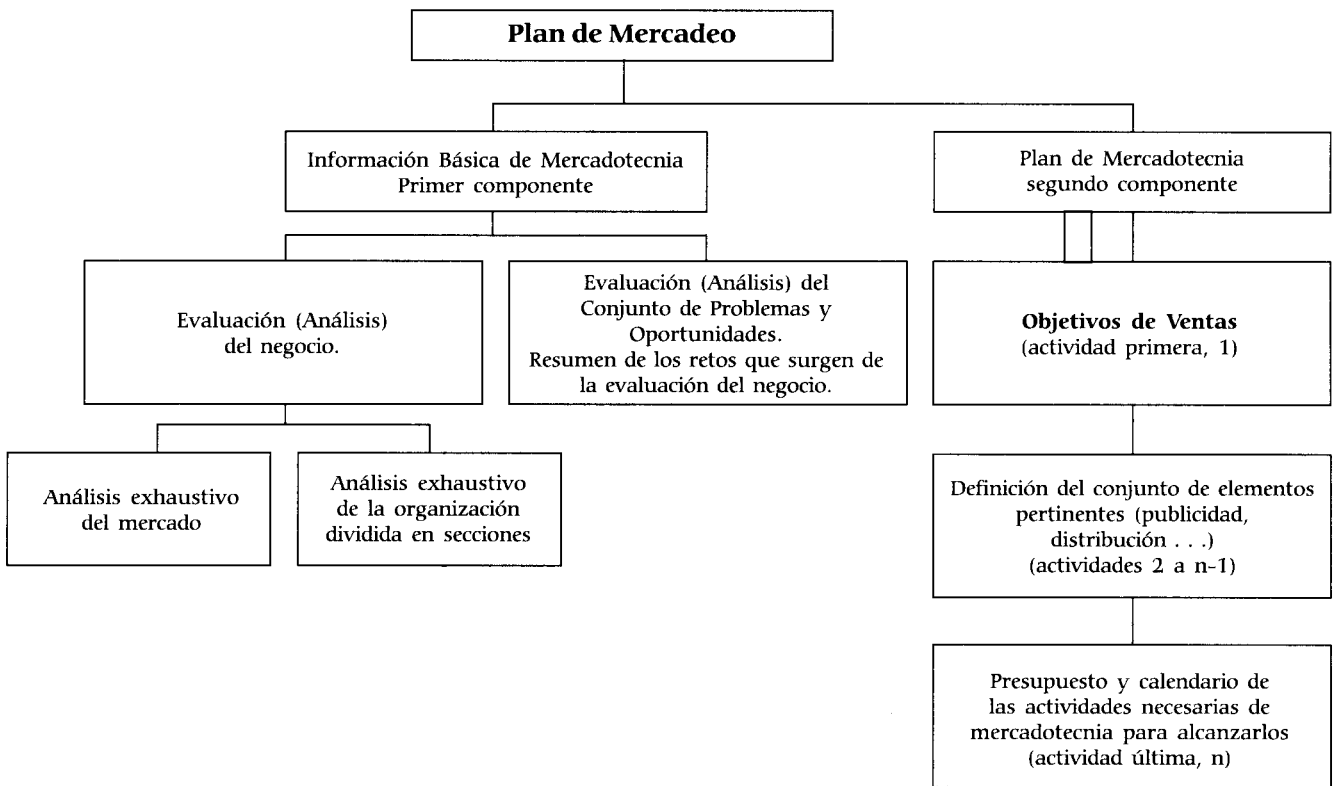 Plan de Mercadeo
Información Básica de Mercadotecnia
Primer componente
Plan de Mercadotecnia
segundo componente
Evaluación (Análisis)
del negocio.
Evaluación (Análisis) del
Conjunto de Problemas y
Oportunidades.
Resumen de los retos que surgen de
la evaluación del negocio.
Objetivos de Ventas
(actividad primera, 1)
Análisis exhaustivo
del mercado
Análisis exhaustivo
de la organización
dividida en secciones
Definición del conjunto de elementos
pertinentes (publicidad,
distribución . . .)
(actividades 2 a n-1)
Presupuesto y calendario de
las actividades necesarias de
mercadotecnia para alcanzarlos
(actividad última, n)